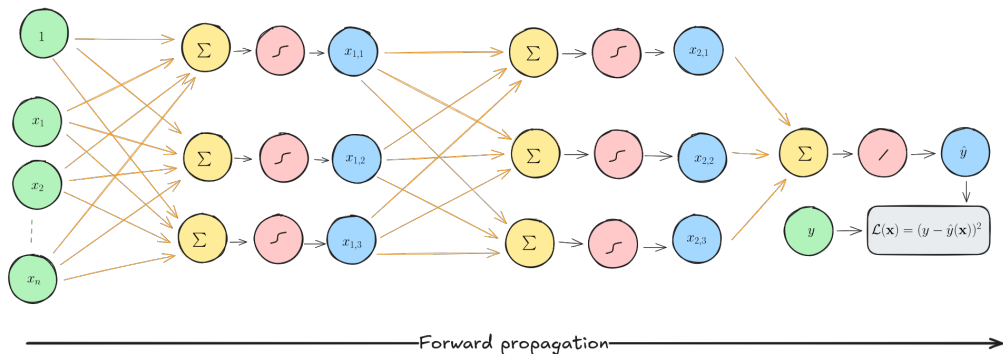 1
x₁
x₂
xₙ
Σ
Σ
Σ
x₁,₁
x₁,₂
x₁,₃
Σ
Σ
Σ
x₂,₁
x₂,₂
x₂,₃
Σ
ŷ
y
𝓛(𝐱) = (y − ŷ(𝐱))²
Forward propagation